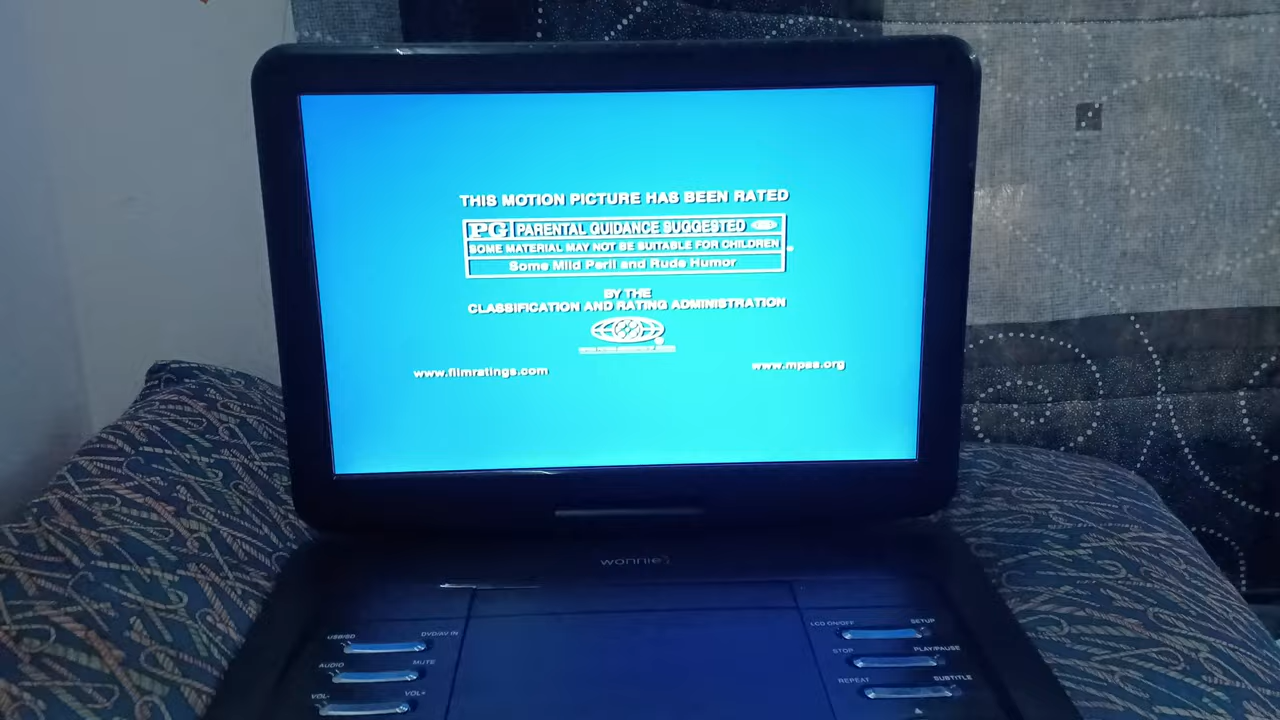 THIS MOTION PICTURE HAS BEEN RATED
PG PARENTAL GUIDANCE SUGGESTED
SOME MATERIAL MAY NOT BE SUITABLE FOR CHILDREN
Some Mild Peril and Rude Humor
BY THE
CLASSIFICATION AND RATING ADMINISTRATION
www.filmratings.com www.mpaa.org
wonnie
USB/SD DVD/AV IN
AUDIO MUTE
VOL- VOL+
LCD ON/OFF SETUP
STOP PLAY/PAUSE
REPEAT SUBTITLE